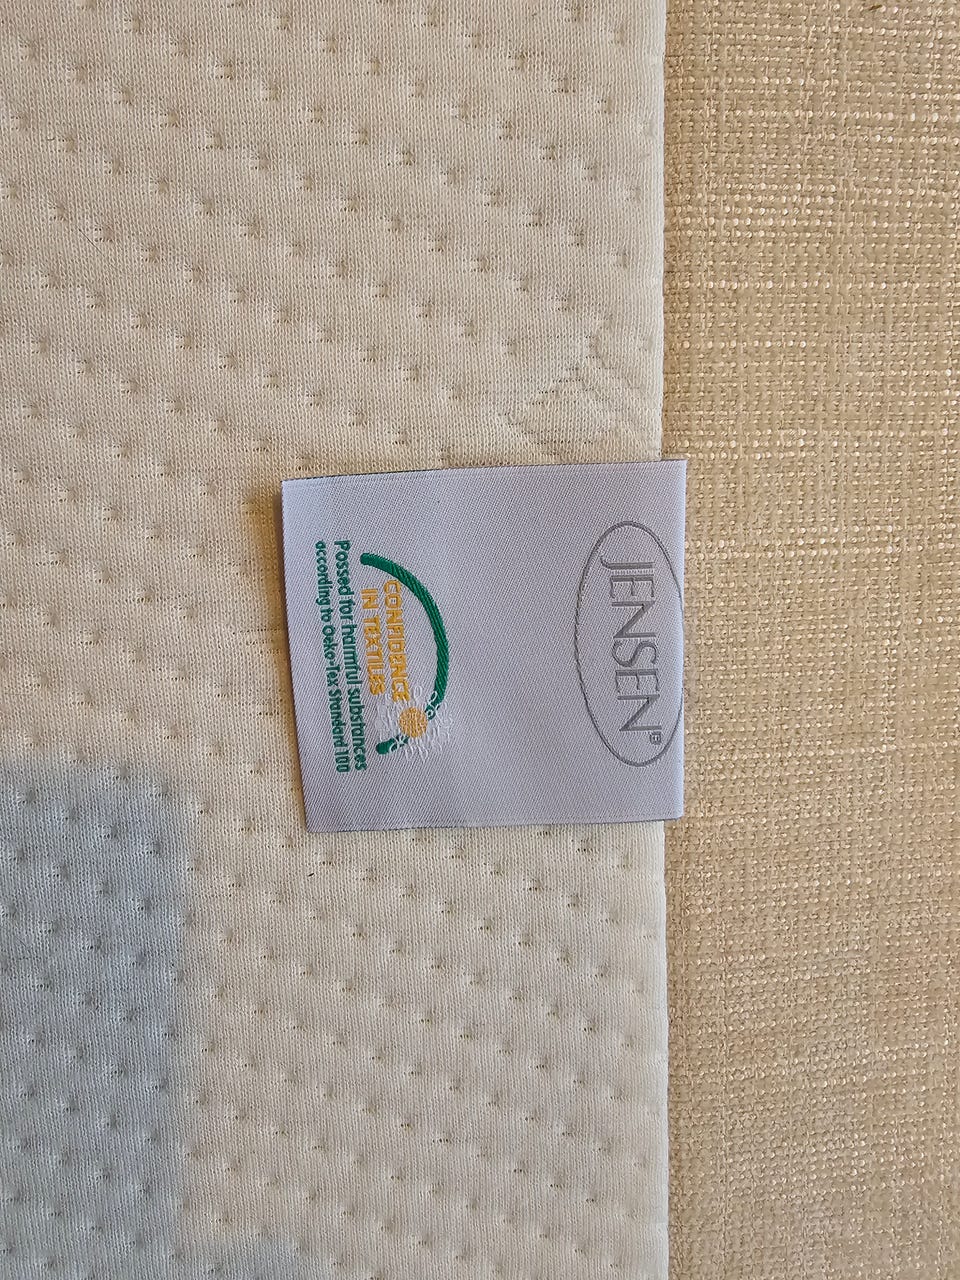 JENSEN®
CONFIDENCE
IN TEXTILES
Passed for harmful substances
according to Oeko-Tex Standard 100